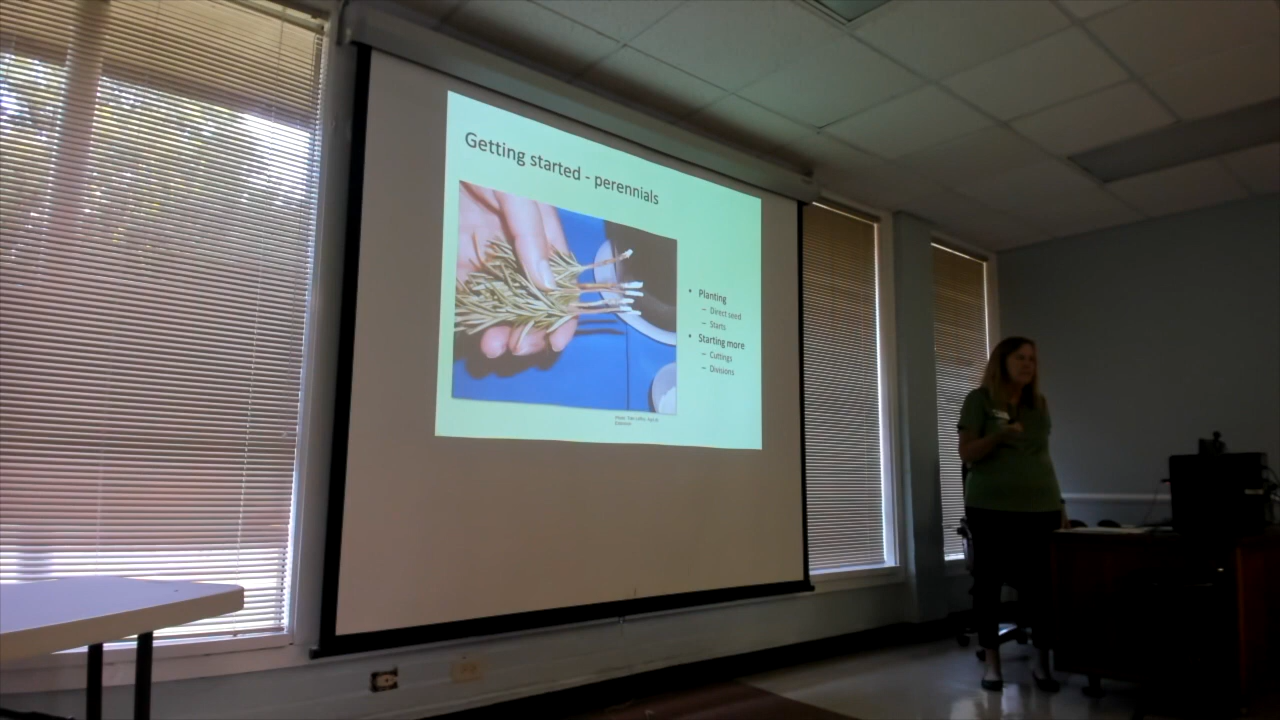 Getting started - perennials
• Planting
– Direct seed
– Starts
• Starting more
– Cuttings
– Divisions